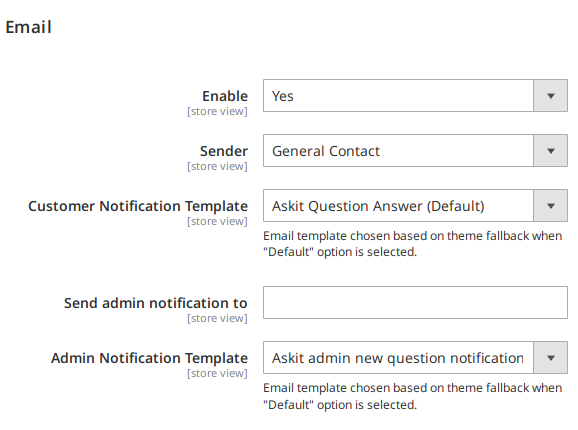 Email
Enable
[store view]
Yes
Sender
[store view]
General Contact
Customer Notification Template
[store view]
Askit Question Answer (Default)
Email template chosen based on theme fallback when
"Default" option is selected.
Send admin notification to
[store view]
Admin Notification Template
[store view]
Askit admin new question notification
Email template chosen based on theme fallback when
"Default" option is selected.